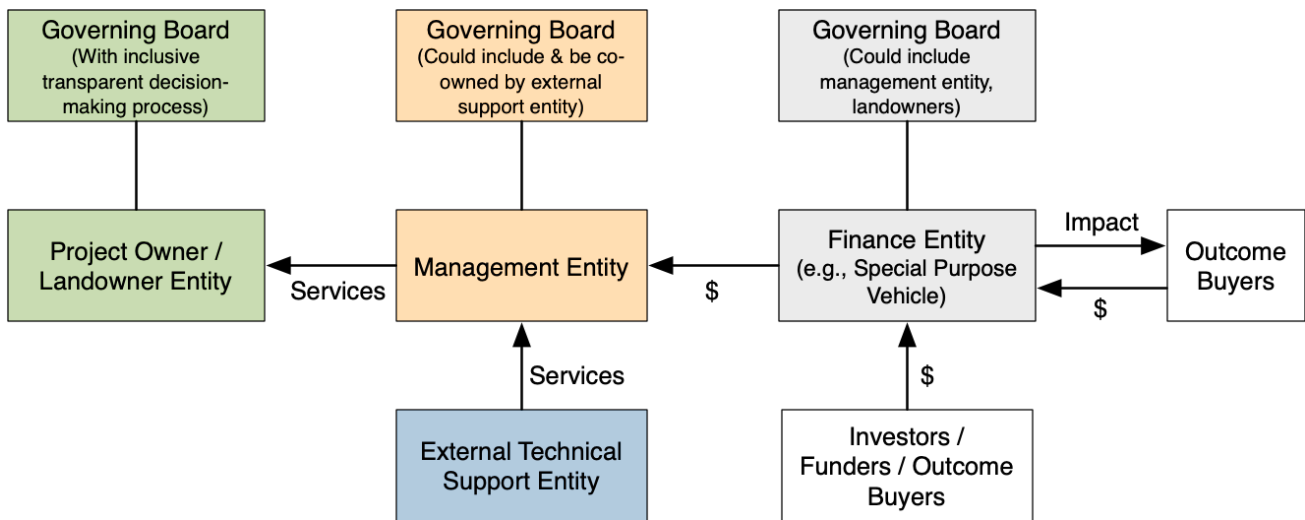 Governing Board
(With inclusive
transparent decision-
making process)
Governing Board
(Could include & be co-
owned by external
support entity)
Governing Board
(Could include
management entity,
landowners)
Project Owner /
Landowner Entity
Services
Management Entity
$
Finance Entity
(e.g., Special Purpose
Vehicle)
Impact
$
Outcome
Buyers
Services
$
External Technical
Support Entity
Investors /
Funders / Outcome
Buyers